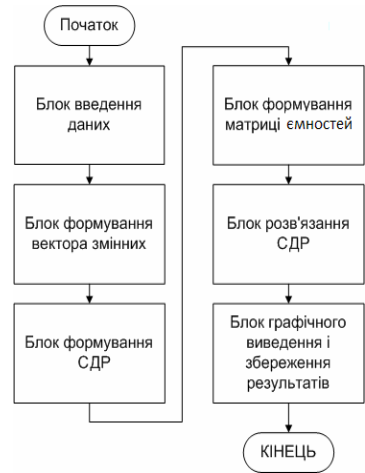 Початок
Блок введення
даних
Блок формування
вектора змінних
Блок формування
СДР
Блок формування
матриці ємностей
Блок розв'язання
СДР
Блок графічного
виведення і
збереження
результатів
КІНЕЦЬ